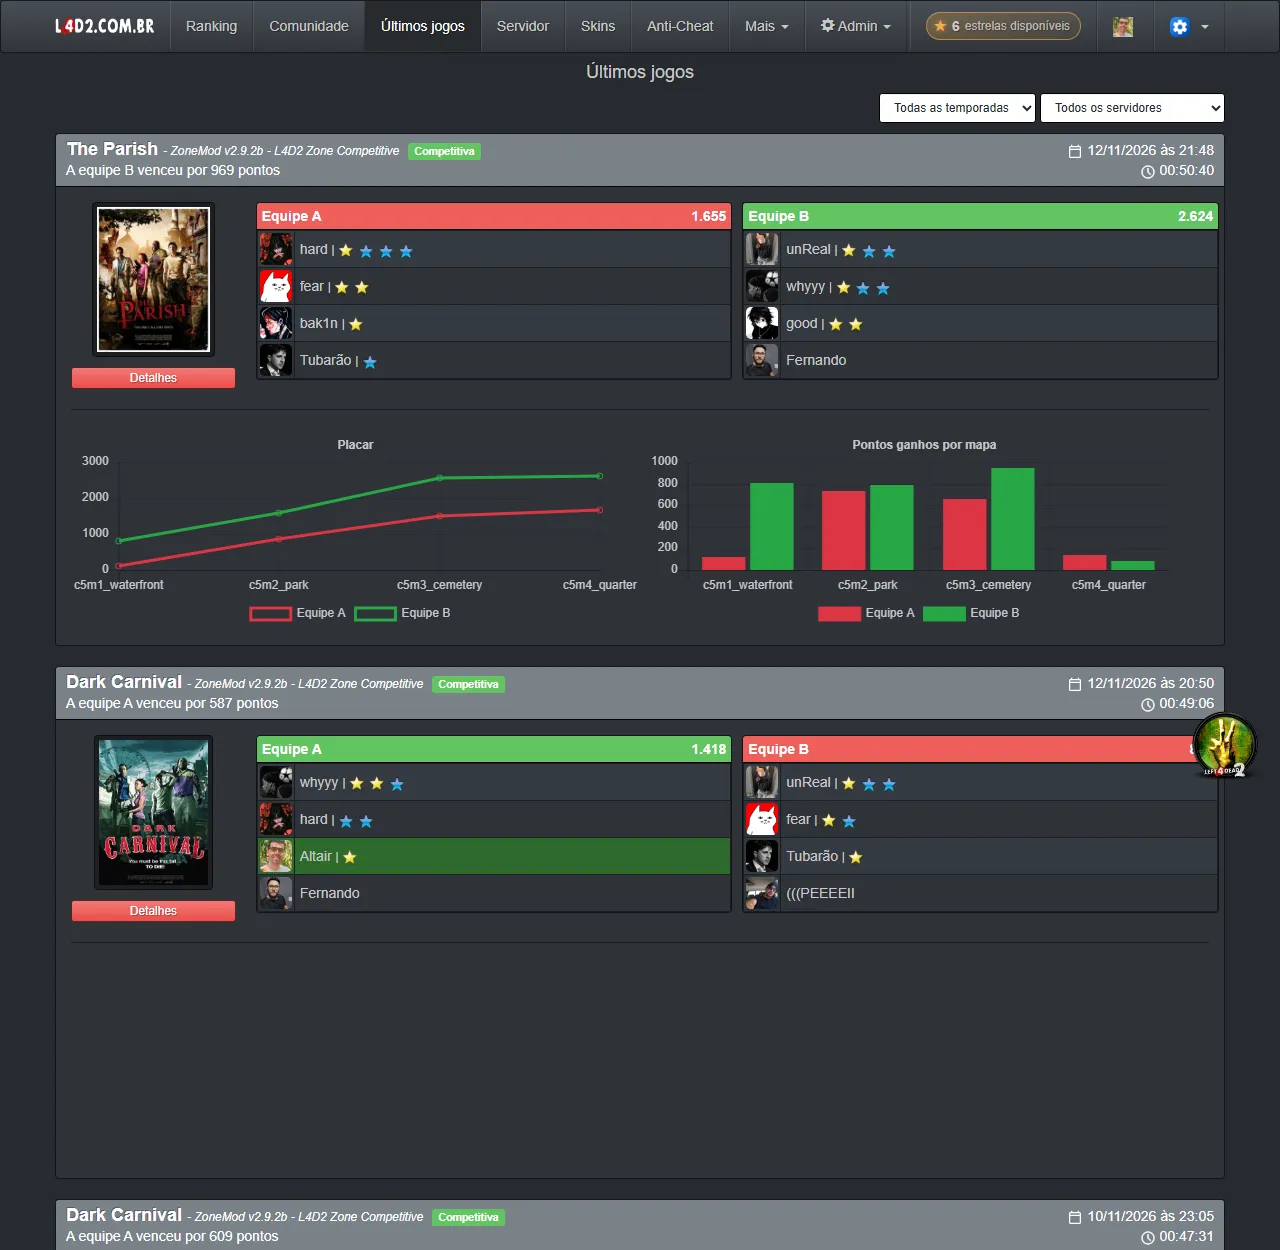 L4D2.COM.BR Ranking Comunidade Últimos jogos Servidor Skins Anti-Cheat Mais Admin 6 estrelas disponíveis
Últimos jogos
Todas as temporadas Todos os servidores
The Parish - ZoneMod v2.9.2b - L4D2 Zone Competitive Competitiva 12/11/2026 às 21:48
A equipe B venceu por 969 pontos 00:50:40
Equipe A 1.655
hard |
fear |
bak1n |
Tubarão |
Equipe B 2.624
unReal |
whyyy |
good |
Fernando
PARISH
Detalhes
Placar
3000
2000
1000
0
c5m1_waterfront c5m2_park c5m3_cemetery c5m4_quarter
Equipe A Equipe B
Pontos ganhos por mapa
1000
800
600
400
200
0
c5m1_waterfront c5m2_park c5m3_cemetery c5m4_quarter
Equipe A Equipe B
Dark Carnival - ZoneMod v2.9.2b - L4D2 Zone Competitive Competitiva 12/11/2026 às 20:50
A equipe A venceu por 587 pontos 00:49:06
Equipe A 1.418
whyyy |
hard |
Altair |
Fernando
Equipe B
unReal |
fear |
Tubarão |
(((PEEEEII
LEFT4DEAD2
DARK
CARNIVAL
TO DIE!
Detalhes
Dark Carnival - ZoneMod v2.9.2b - L4D2 Zone Competitive Competitiva 10/11/2026 às 23:05
A equipe A venceu por 609 pontos 00:47:31